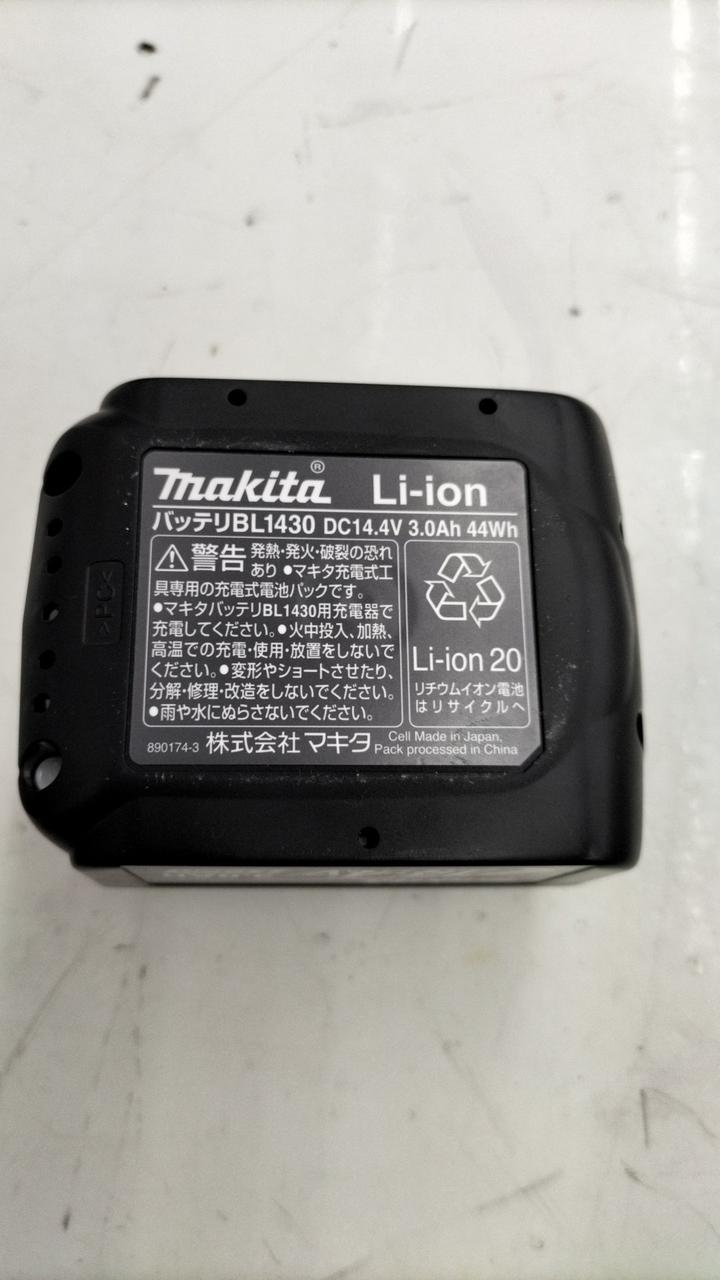 makita® Li-ion
バッテリBL1430 DC14.4V 3.0Ah 44Wh
警告 発熱・発火・破裂の恐れ
あり ●マキタ充電式工
具専用の充電式電池パックです。
●マキタバッテリBL1430用充電器で
充電してください。●火中投入、加熱、
高温での充電・使用・放置をしないで
ください。●変形やショートさせたり、
分解・修理・改造をしないでください。
●雨や水にぬらさないでください。
Li-ion 20
リチウムイオン電池
はリサイクルへ
890174-3 株式会社マキタ
Cell Made in Japan,
Pack processed in China
>PC<